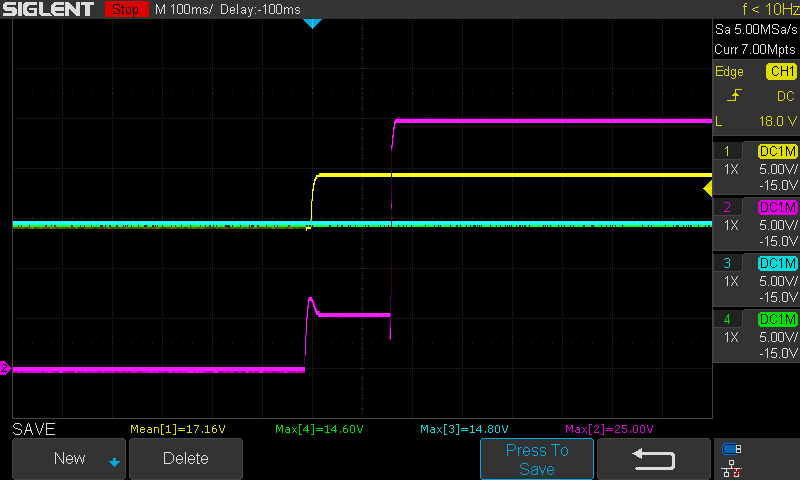 SIGLENT Stop M 100ms/ Delay:-100ms f < 10Hz
Sa 5.00MSa/s
Curr 7.00Mpts
Edge CH1
DC
L 18.0 V
1 DC1M
1X 5.00V/
-15.0V
2 DC1M
1X 5.00V/
-15.0V
3 DC1M
1X 5.00V/
-15.0V
4 DC1M
1X 5.00V/
-15.0V
2
SAVE Mean[1]=17.16V Max[4]=14.60V Max[3]=14.80V Max[2]=25.00V
New Delete Press To
Save